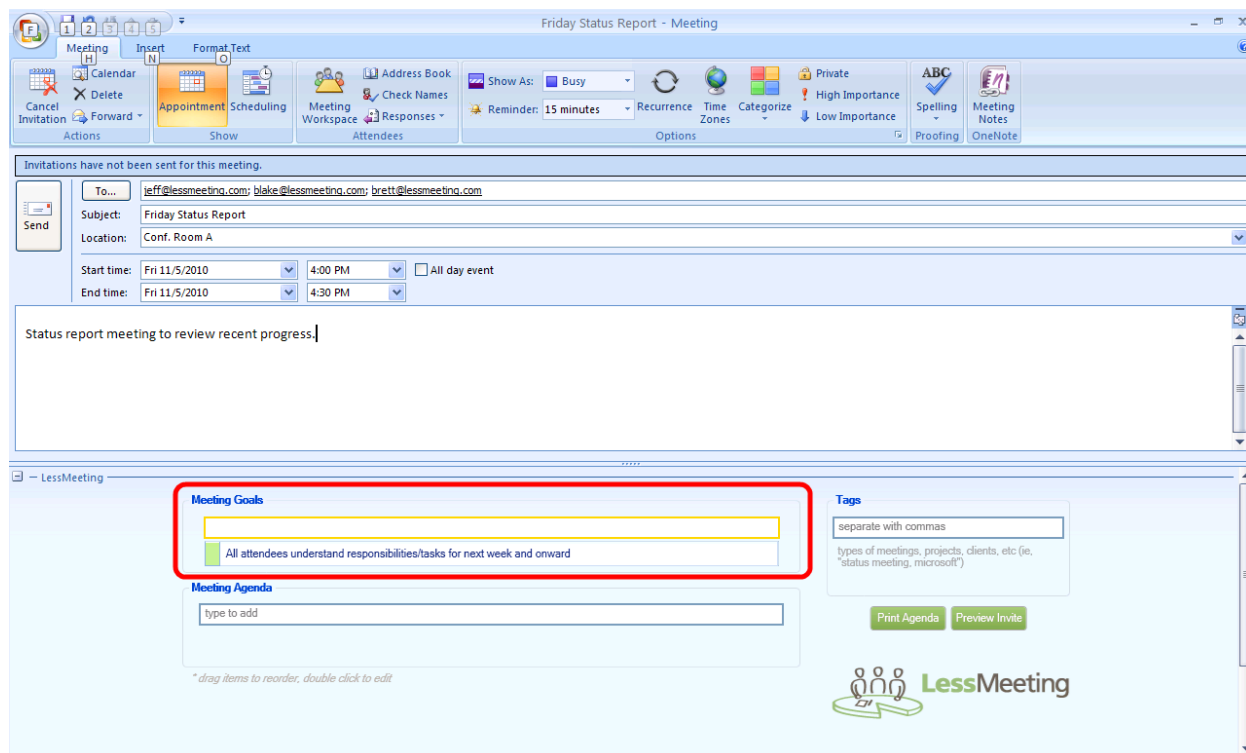 1 2 3 4 5
Friday Status Report - Meeting
F
Meeting Insert Format Text
H N O
Cancel Invitation
Calendar
Delete
Forward
Actions
Appointment
Scheduling
Show
Meeting Workspace
Address Book
Check Names
Responses
Attendees
Show As: Busy
Reminder: 15 minutes
Recurrence
Time Zones
Categorize
Private
High Importance
Low Importance
Options
ABC
Spelling
Proofing
Meeting Notes
OneNote
Invitations have not been sent for this meeting.
Send
To... jeff@lessmeeting.com; blake@lessmeeting.com; brett@lessmeeting.com
Subject: Friday Status Report
Location: Conf. Room A
Start time: Fri 11/5/2010 4:00 PM All day event
End time: Fri 11/5/2010 4:30 PM
Status report meeting to review recent progress.
LessMeeting
Meeting Goals
All attendees understand responsibilities/tasks for next week and onward
Meeting Agenda
type to add
* drag items to reorder, double click to edit
Tags
separate with commas
types of meetings, projects, clients, etc (ie,
"status meeting, microsoft")
Print Agenda Preview Invite
LessMeeting